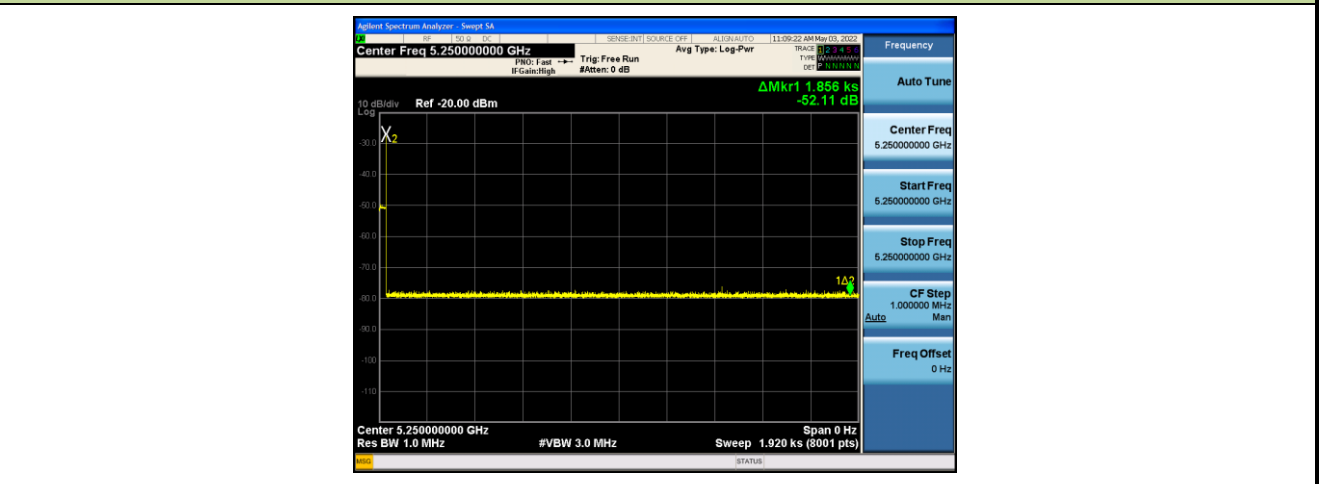 Agilent Spectrum Analyzer - Swept SA
RF 50 Ω DC SENSE:INT SOURCE OFF ALIGN AUTO 11:09:22 AM May 03, 2022
Center Freq 5.250000000 GHz
Avg Type: Log-Pwr
TRACE 1 2 3 4 5 6
TYPE
DET P N N N N N
PNO: Fast
IFGain:High
Trig: Free Run
#Atten: 0 dB
ΔMkr1 1.856 ks
-52.11 dB
10 dB/div
Log
Ref -20.00 dBm
X2
-30.0
-40.0
-50.0
-60.0
-70.0
1Δ2
-80.0
-90.0
-100
-110
Center 5.250000000 GHz
Span 0 Hz
Res BW 1.0 MHz
#VBW 3.0 MHz
Sweep 1.920 ks (8001 pts)
MSG
STATUS
Frequency
Auto Tune
Center Freq
5.250000000 GHz
Start Freq
5.250000000 GHz
Stop Freq
5.250000000 GHz
CF Step
1.000000 MHz
Auto Man
Freq Offset
0 Hz